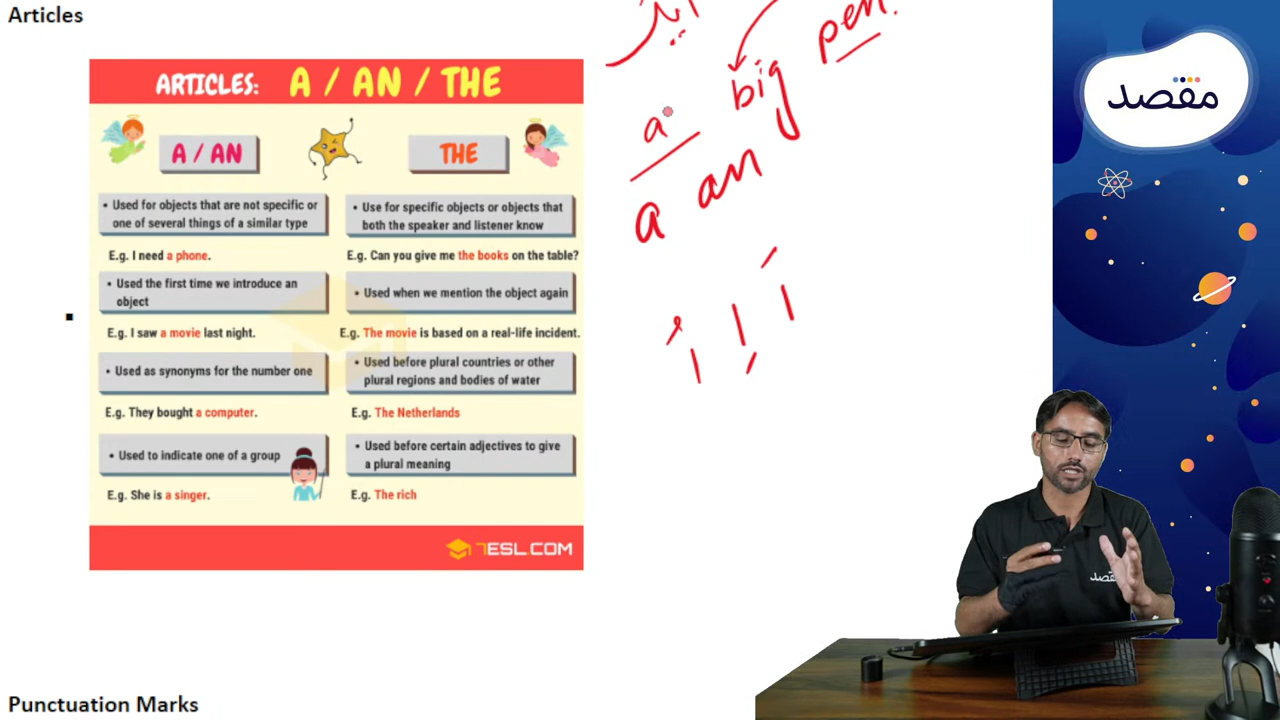 Articles
ARTICLES: A / AN / THE
A / AN
THE
• Used for objects that are not specific or
one of several things of a similar type
E.g. I need a phone.
• Used the first time we introduce an
object
E.g. I saw a movie last night.
• Used as synonyms for the number one
E.g. They bought a computer.
• Used to indicate one of a group
E.g. She is a singer.
• Use for specific objects or objects that
both the speaker and listener know
E.g. Can you give me the books on the table?
• Used when we mention the object again
E.g. The movie is based on a real-life incident.
• Used before plural countries or other
plural regions and bodies of water
E.g. The Netherlands
• Used before certain adjectives to give
a plural meaning
E.g. The rich
7ESL.COM
a big pen.
a an
مقصد
مقصد
Punctuation Marks